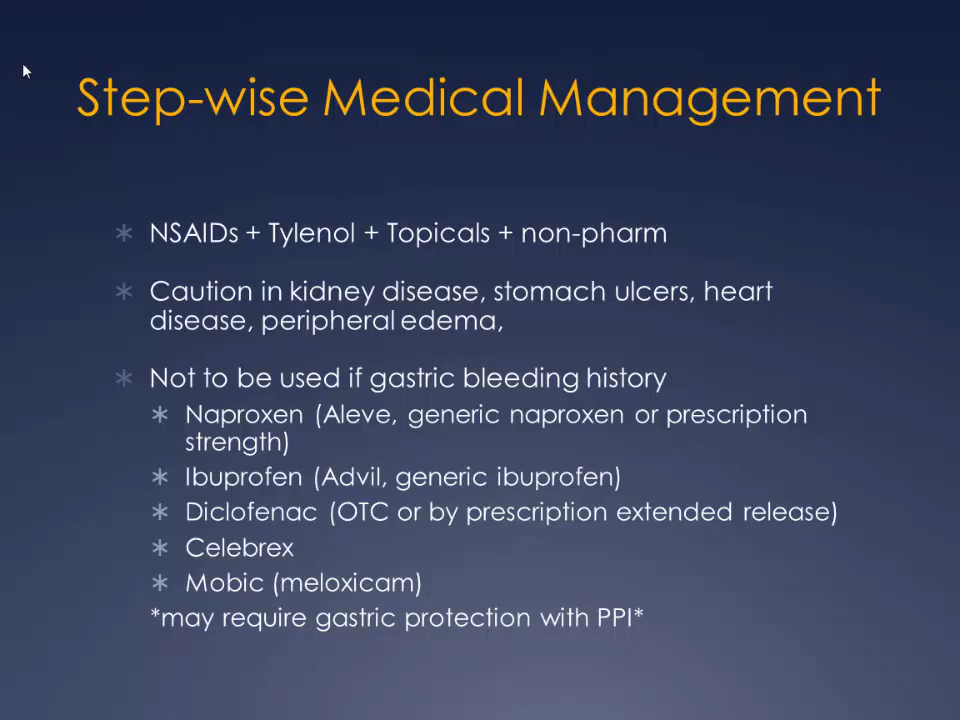 Step-wise Medical Management
* NSAIDs + Tylenol + Topicals + non-pharm
* Caution in kidney disease, stomach ulcers, heart
disease, peripheral edema,
* Not to be used if gastric bleeding history
* Naproxen (Aleve, generic naproxen or prescription
strength)
* Ibuprofen (Advil, generic ibuprofen)
* Diclofenac (OTC or by prescription extended release)
* Celebrex
* Mobic (meloxicam)
*may require gastric protection with PPI*